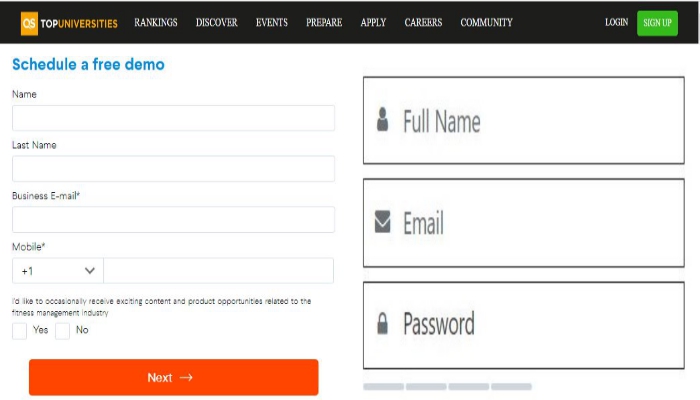 QS TOPUNIVERSITIES RANKINGS DISCOVER EVENTS PREPARE APPLY CAREERS COMMUNITY LOGIN SIGN UP
Schedule a free demo
Name
Last Name
Business E-mail*
Mobile*
+1
I'd like to occasionally receive exciting content and product opportunities related to the
fitness management industry
Yes No
Next →
Full Name
Email
Password